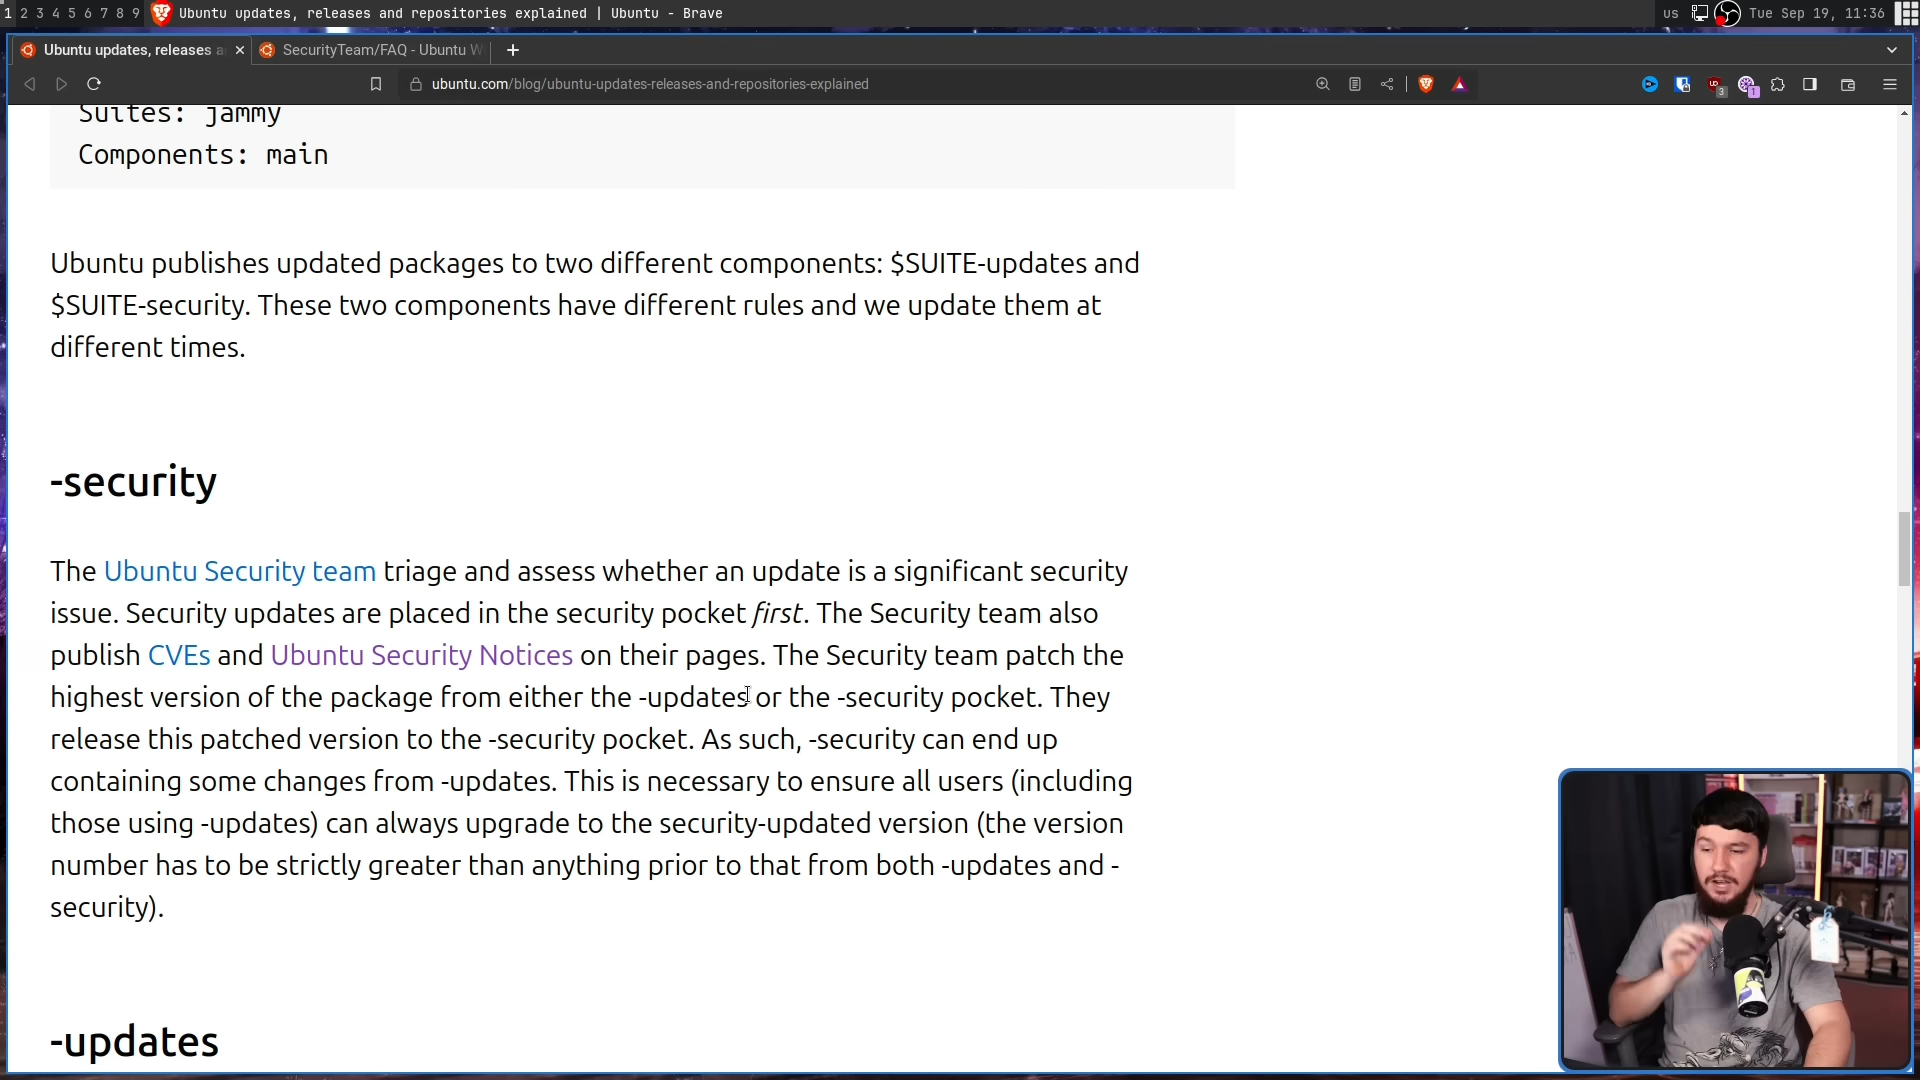 1 2 3 4 5 6 7 8 9 Ubuntu updates, releases and repositories explained | Ubuntu - Brave us Tue Sep 19, 11:36
Ubuntu updates, releases a SecurityTeam/FAQ - Ubuntu W
ubuntu.com/blog/ubuntu-updates-releases-and-repositories-explained 3 1
Suites: jammy
Components: main
Ubuntu publishes updated packages to two different components: $SUITE-updates and
$SUITE-security. These two components have different rules and we update them at
different times.
-security
The Ubuntu Security team triage and assess whether an update is a significant security
issue. Security updates are placed in the security pocket first. The Security team also
publish CVEs and Ubuntu Security Notices on their pages. The Security team patch the
highest version of the package from either the -updates or the -security pocket. They
release this patched version to the -security pocket. As such, -security can end up
containing some changes from -updates. This is necessary to ensure all users (including
those using -updates) can always upgrade to the security-updated version (the version
number has to be strictly greater than anything prior to that from both -updates and -
security).
-updates